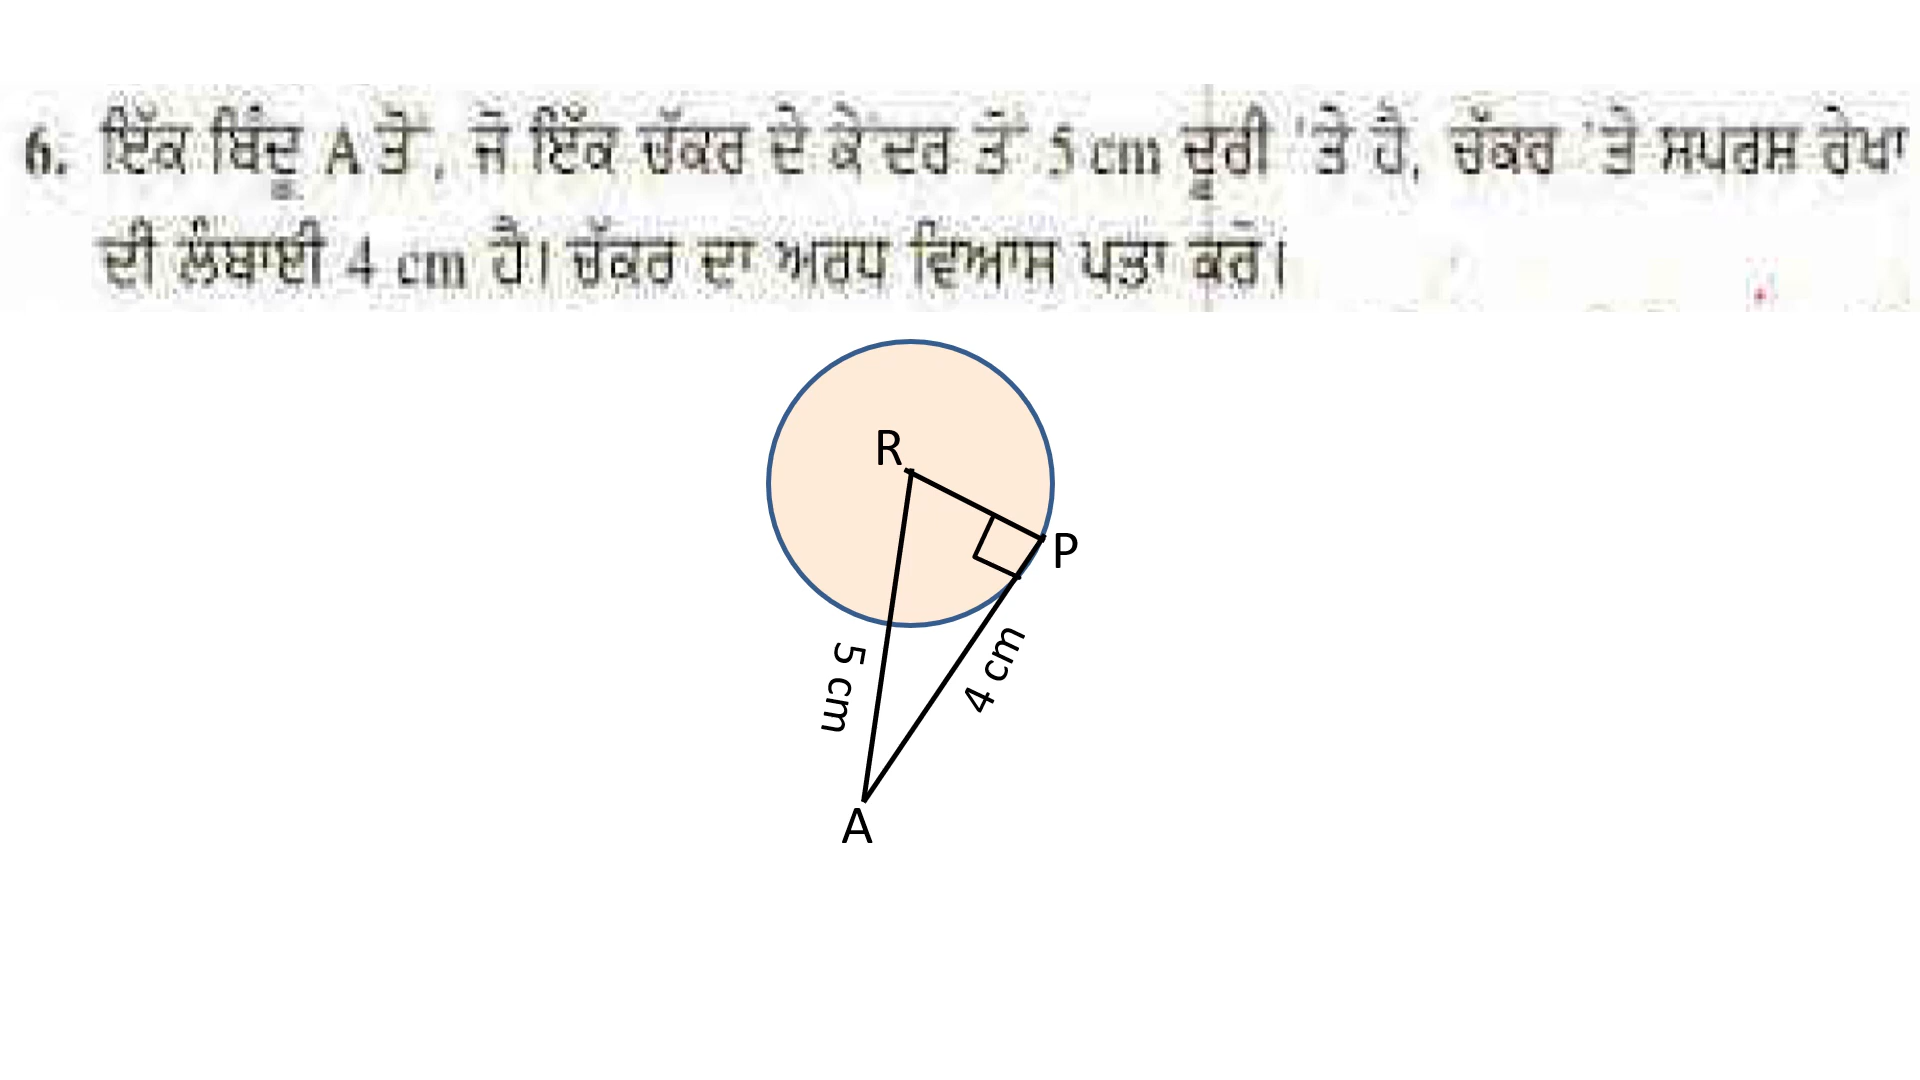 6. ਇੱਕ ਬਿੰਦੂ A ਤੋਂ, ਜੋ ਇੱਕ ਚੱਕਰ ਦੇ ਕੇਂਦਰ ਤੋਂ 5 cm ਦੂਰੀ 'ਤੇ ਹੈ, ਚੱਕਰ 'ਤੇ ਸਪਰਸ਼ ਰੇਖਾ
ਦੀ ਲੰਬਾਈ 4 cm ਹੈ। ਚੱਕਰ ਦਾ ਅਰਧ ਵਿਆਸ ਪਤਾ ਕਰੋ।
R
P
5 cm
4 cm
A